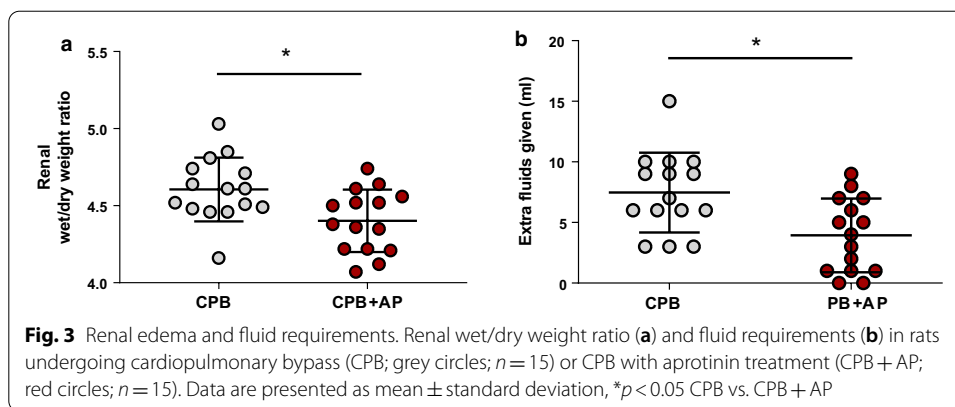 a
b
*
*
5.5
5.0
4.5
4.0
Renal
wet/dry weight ratio
CPB
CPB+AP
20
15
10
5
0
Extra fluids given (ml)
CPB
PB+AP
Fig. 3 Renal edema and fluid requirements. Renal wet/dry weight ratio (a) and fluid requirements (b) in rats
undergoing cardiopulmonary bypass (CPB; grey circles; n = 15) or CPB with aprotinin treatment (CPB + AP;
red circles; n = 15). Data are presented as mean ± standard deviation, *p < 0.05 CPB vs. CPB + AP